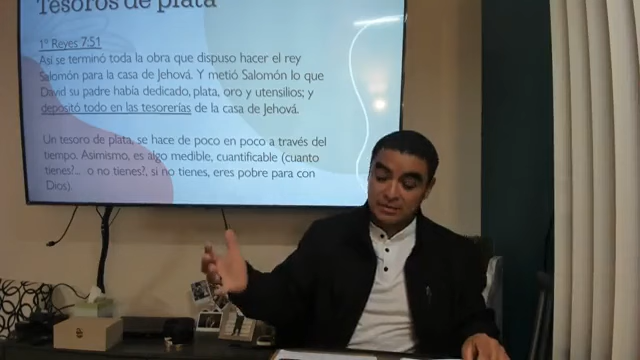 Tesoros de plata
1º Reyes 7:51
Así se terminó toda la obra que dispuso hacer el rey
Salomón para la casa de Jehová. Y metió Salomón lo que
David su padre había dedicado, plata, oro y utensilios; y
depositó todo en las tesorerías de la casa de Jehová.
Un tesoro de plata, se hace de poco en poco a través del
tiempo. Asimismo, es algo medible, cuantificable (cuanto
tienes?... o no tienes?, si no tienes, eres pobre para con
Dios).